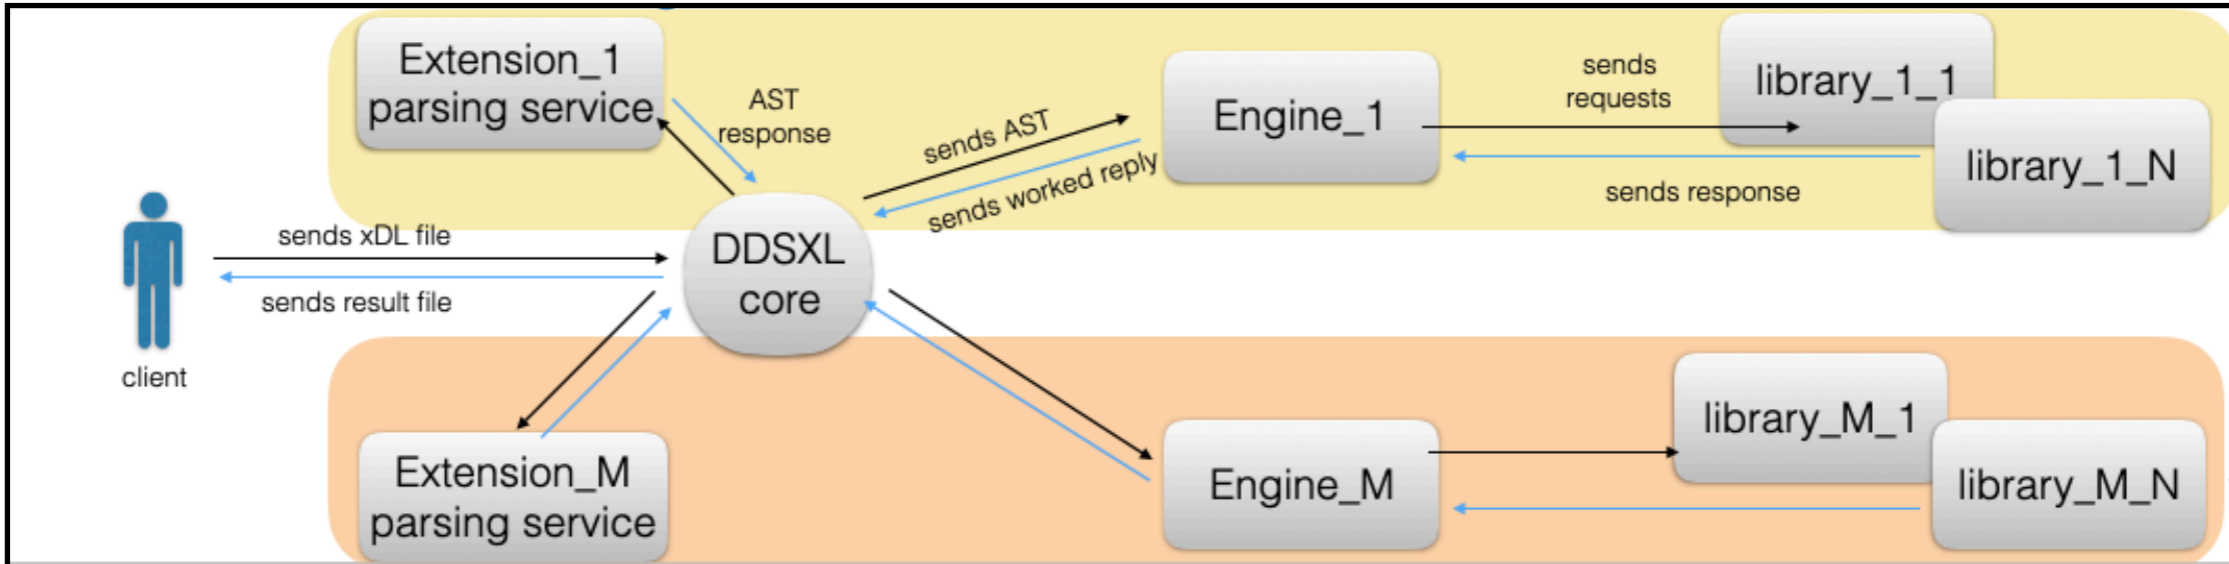 Extension_1
parsing service
AST
response
sends AST
sends worked reply
Engine_1
sends
requests
sends response
library_1_1
library_1_N
sends xDL file
sends result file
client
DDSXL
core
Extension_M
parsing service
Engine_M
library_M_1
library_M_N